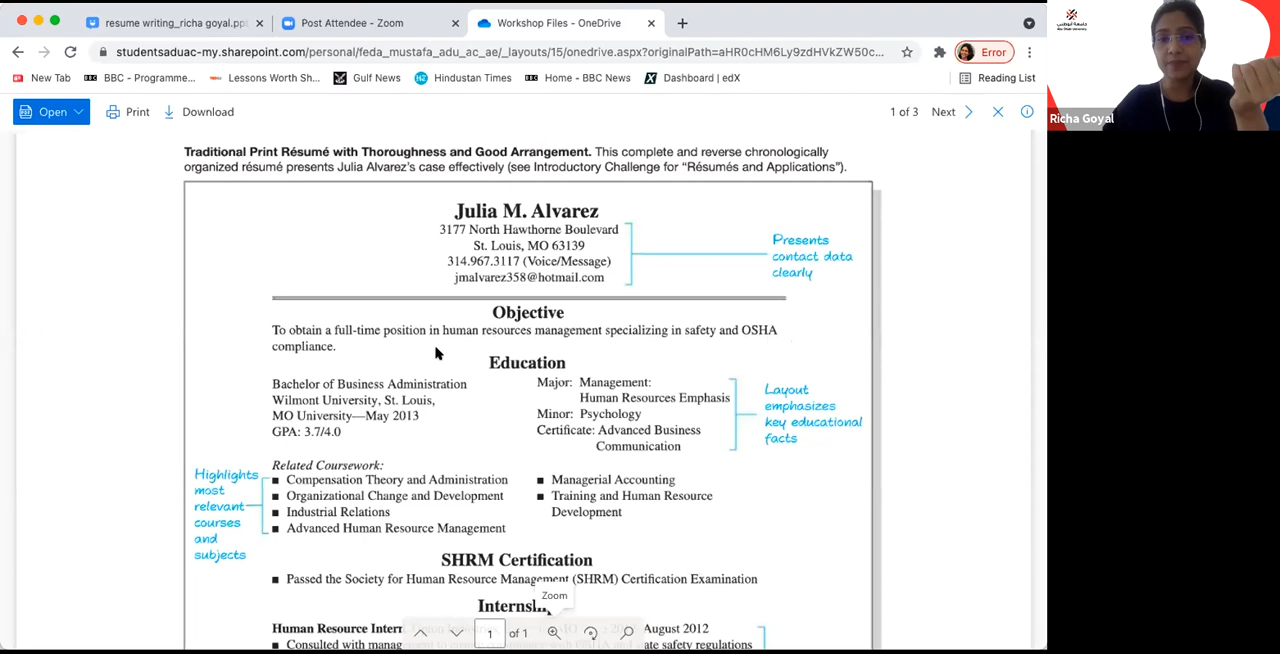 resume writing_richa goyal.pp
Post Attendee - Zoom
Workshop Files - OneDrive
studentsaduac-my.sharepoint.com/personal/feda_mustafa_adu_ac_ae/_layouts/15/onedrive.aspx?originalPath=aHR0cHM6Ly9zdHVkZW50c...
Error
New Tab
BBC - Programme...
Lessons Worth Sh...
Gulf News
Hindustan Times
Home - BBC News
Dashboard | edX
Reading List
Open
Print
Download
1 of 3
Next
Richa Goyal
Traditional Print Résumé with Thoroughness and Good Arrangement. This complete and reverse chronologically
organized résumé presents Julia Alvarez's case effectively (see Introductory Challenge for "Résumés and Applications").
Julia M. Alvarez
3177 North Hawthorne Boulevard
St. Louis, MO 63139
314.967.3117 (Voice/Message)
jmalvarez358@hotmail.com
Presents
contact data
clearly
Objective
To obtain a full-time position in human resources management specializing in safety and OSHA
compliance.
Education
Bachelor of Business Administration
Wilmont University, St. Louis,
MO University—May 2013
GPA: 3.7/4.0
Major: Management:
Human Resources Emphasis
Minor: Psychology
Certificate: Advanced Business
Communication
Layout
emphasizes
key educational
facts
Related Coursework:
■ Compensation Theory and Administration
■ Organizational Change and Development
■ Industrial Relations
■ Advanced Human Resource Management
■ Managerial Accounting
■ Training and Human Resource
Development
Highlights
most
relevant
courses
and
subjects
SHRM Certification
■ Passed the Society for Human Resource Management (SHRM) Certification Examination
Zoom
Human Resource Intern
August 2012
1 of 1
■ Consulted with
safety regulations